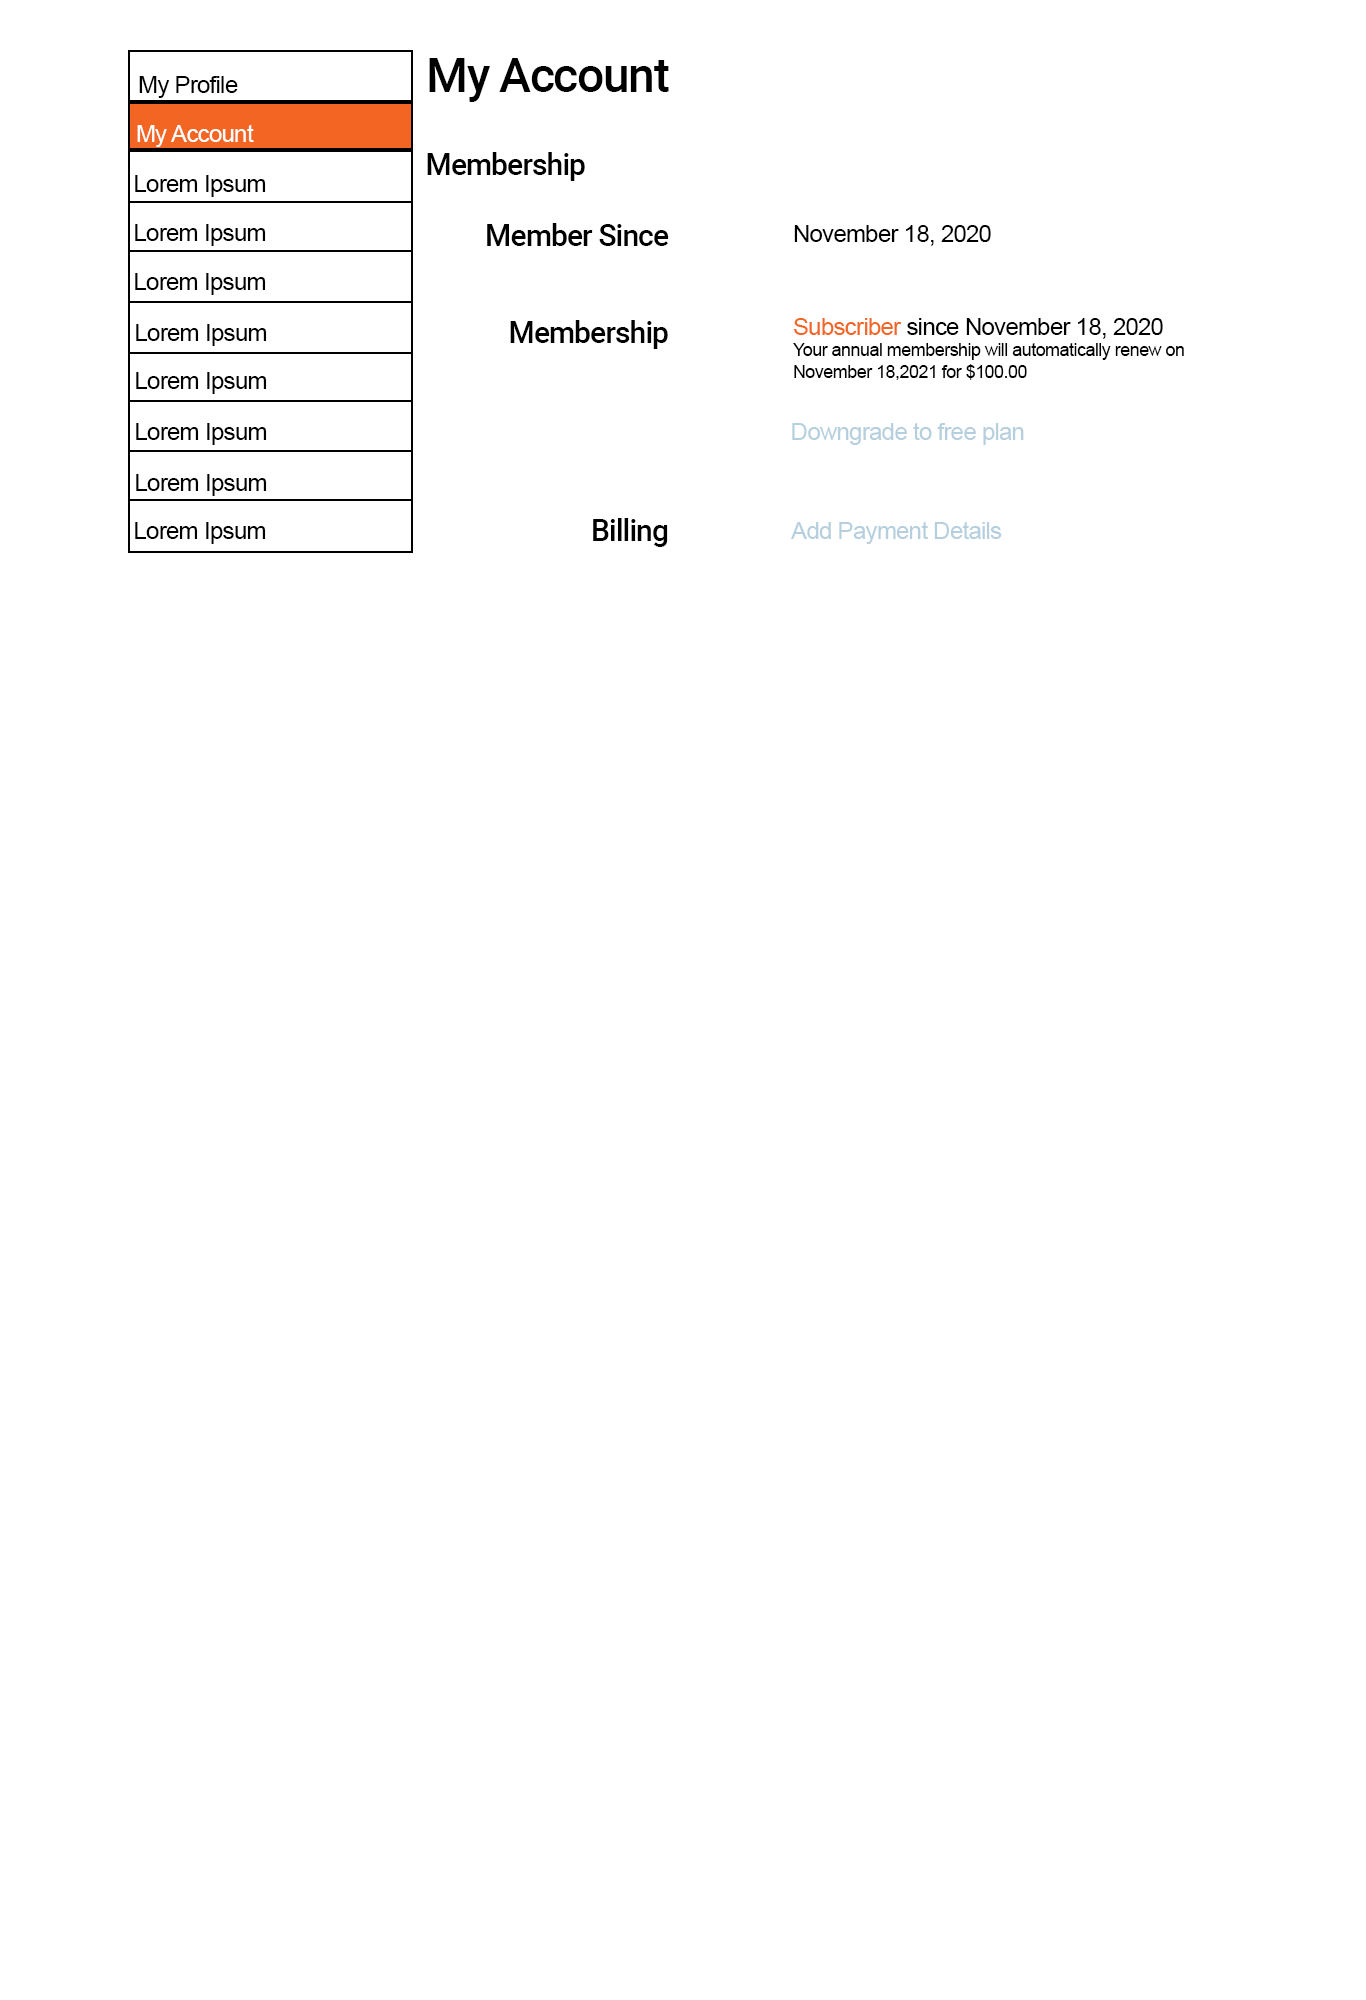 My Profile
My Account
Lorem Ipsum
Lorem Ipsum
Lorem Ipsum
Lorem Ipsum
Lorem Ipsum
Lorem Ipsum
Lorem Ipsum
Lorem Ipsum
My Account
Membership
Member Since
November 18, 2020
Membership
Subscriber since November 18, 2020
Your annual membership will automatically renew on
November 18,2021 for $100.00
Downgrade to free plan
Billing
Add Payment Details